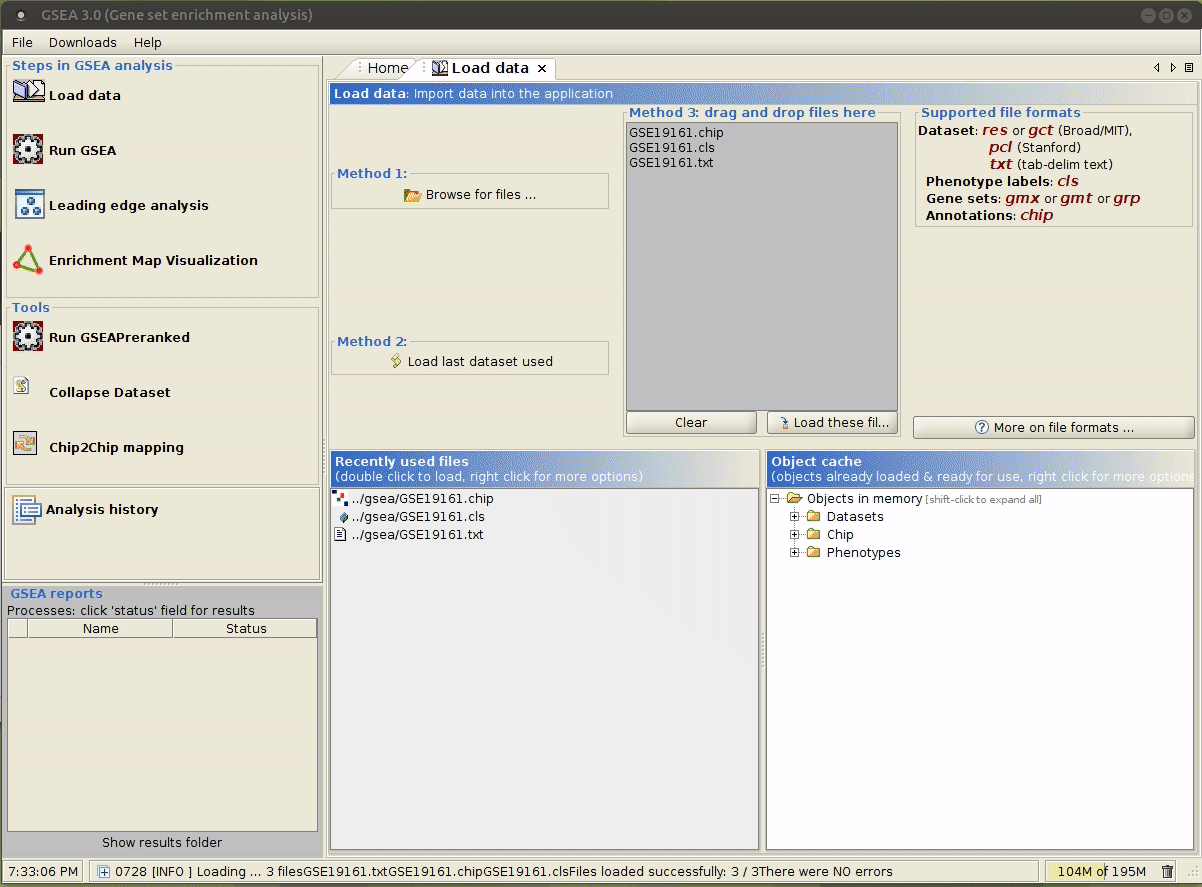 GSEA 3.0 (Gene set enrichment analysis)
File Downloads Help
Steps in GSEA analysis
Load data
Run GSEA
Leading edge analysis
Enrichment Map Visualization
Tools
Run GSEAPreranked
Collapse Dataset
Chip2Chip mapping
Analysis history
GSEA reports
Processes: click 'status' field for results
Name Status
Show results folder
Home Load data
Load data: Import data into the application
Method 1:
Browse for files ...
Method 2:
Load last dataset used
Method 3: drag and drop files here
GSE19161.chip
GSE19161.cls
GSE19161.txt
Clear Load these fil...
Supported file formats
Dataset: res or gct (Broad/MIT),
pcl (Stanford)
txt (tab-delim text)
Phenotype labels: cls
Gene sets: gmx or gmt or grp
Annotations: chip
More on file formats ...
Recently used files
(double click to load, right click for more options)
../gsea/GSE19161.chip
../gsea/GSE19161.cls
../gsea/GSE19161.txt
Object cache
(objects already loaded & ready for use, right click for more options
Objects in memory [shift-click to expand all]
Datasets
Chip
Phenotypes
7:33:06 PM 0728 [INFO ] Loading ... 3 filesGSE19161.txtGSE19161.chipGSE19161.clsFiles loaded successfully: 3 / 3There were NO errors 104M of 195M